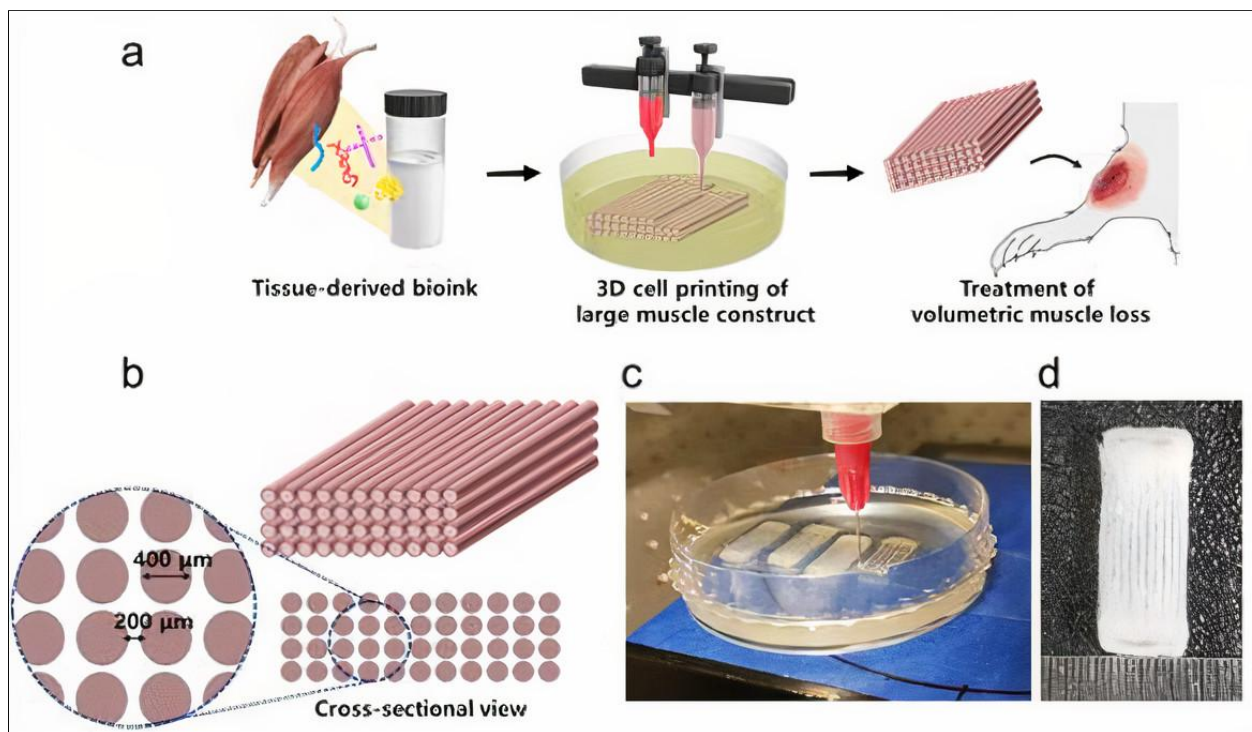 a
Tissue-derived bioink
3D cell printing of
large muscle construct
Treatment of
volumetric muscle loss
b
400 µm
200 µm
Cross-sectional view
c
d